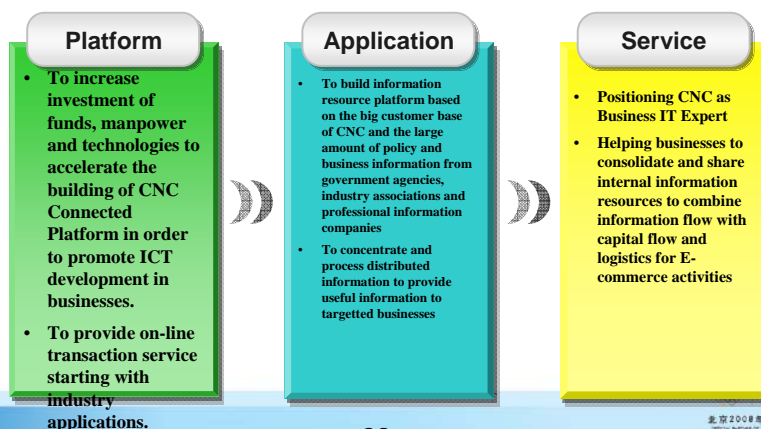 Platform
• To increase
investment of
funds, manpower
and technologies to
accelerate the
building of CNC
Connected
Platform in order
to promote ICT
development in
businesses.
• To provide on-line
transaction service
starting with
industry
applications.
Application
• To build information
resource platform based
on the big customer base
of CNC and the large
amount of policy and
business information from
government agencies,
industry associations and
professional information
companies
• To concentrate and
process distributed
information to provide
useful information to
targetted businesses
Service
• Positioning CNC as
Business IT Expert
• Helping businesses to
consolidate and share
internal information
resources to combine
information flow with
capital flow and
logistics for E-
commerce activities
北京2008年